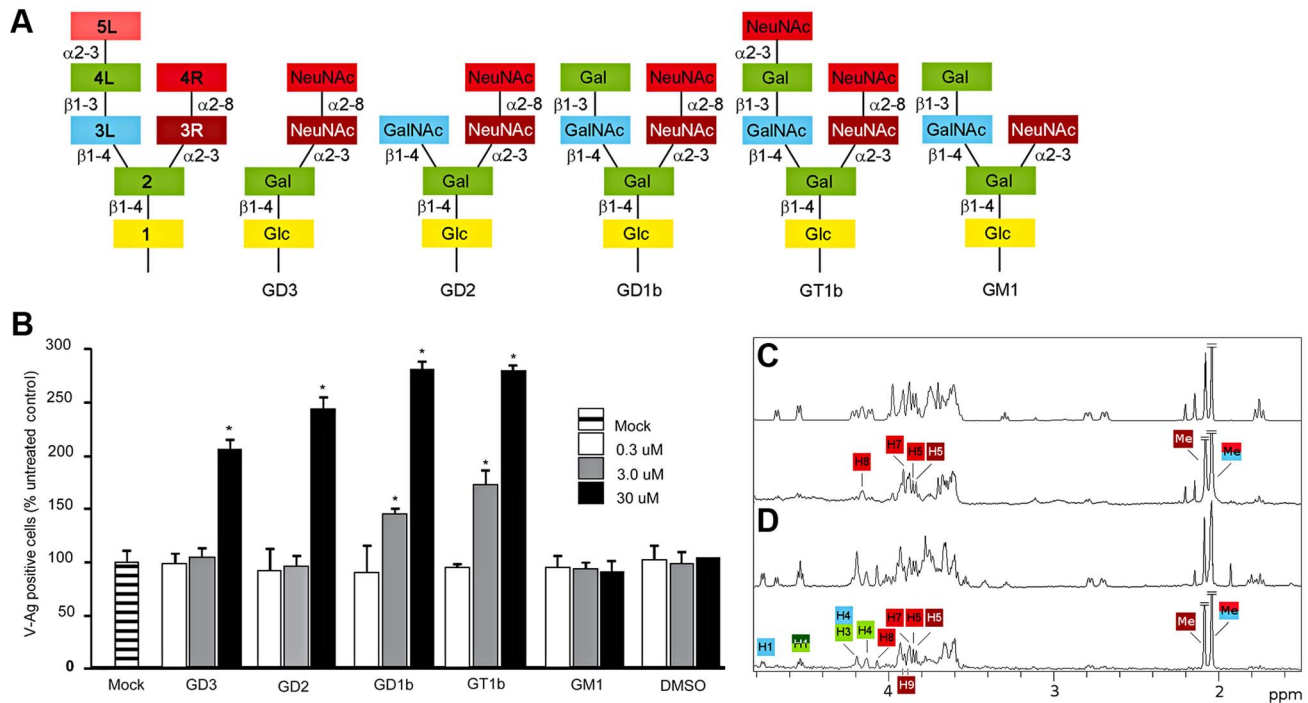 A
5L
α2-3
4L
4R
β1-3
α2-8
3L
3R
β1-4
α2-3
2
β1-4
1
NeuNAc
α2-8
NeuNAc
α2-3
Gal
β1-4
Glc
GD3
NeuNAc
α2-8
GalNAc
NeuNAc
β1-4
α2-3
Gal
β1-4
Glc
GD2
Gal
NeuNAc
β1-3
α2-8
GalNAc
NeuNAc
β1-4
α2-3
Gal
β1-4
Glc
GD1b
NeuNAc
α2-3
Gal
NeuNAc
β1-3
α2-8
GalNAc
NeuNAc
β1-4
α2-3
Gal
β1-4
Glc
GT1b
Gal
β1-3
GalNAc
NeuNAc
β1-4
α2-3
Gal
β1-4
Glc
GM1
B
V-Ag positive cells (% untreated control)
300
250
200
150
100
50
0
* * * * * *
Mock
0.3 uM
3.0 uM
30 uM
Mock GD3 GD2 GD1b GT1b GM1 DMSO
C
H8 H7 H5 H5 Me Me
D
H4
H1 H3 H4 H8 H7 H5 H5 Me Me
H9
4 3 2 ppm